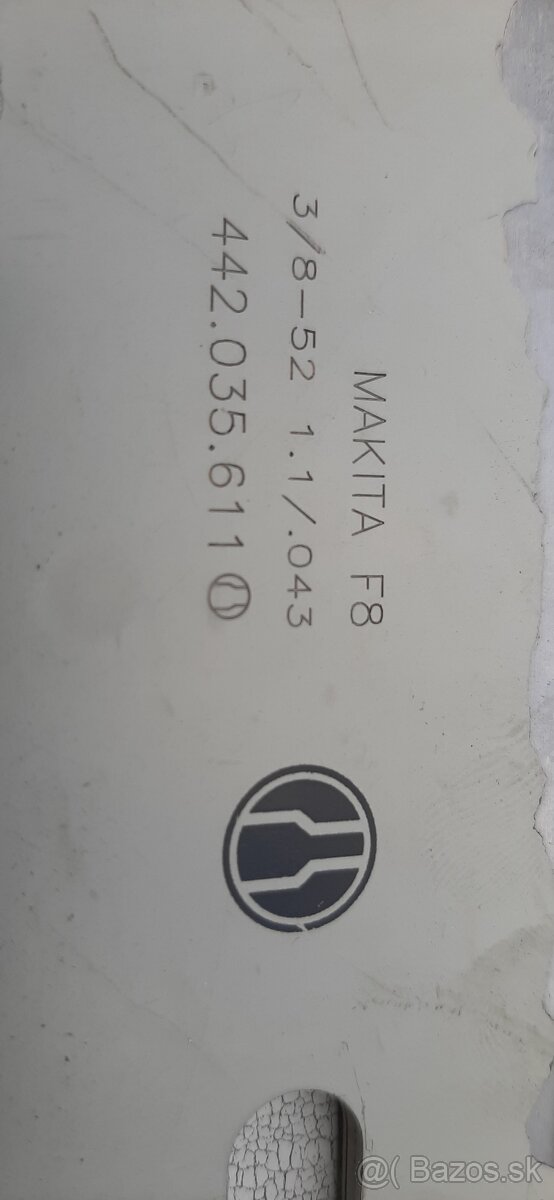 MAKITA F8
3/8-52 1.1/.043
442.035.611
@( Bazos.sk